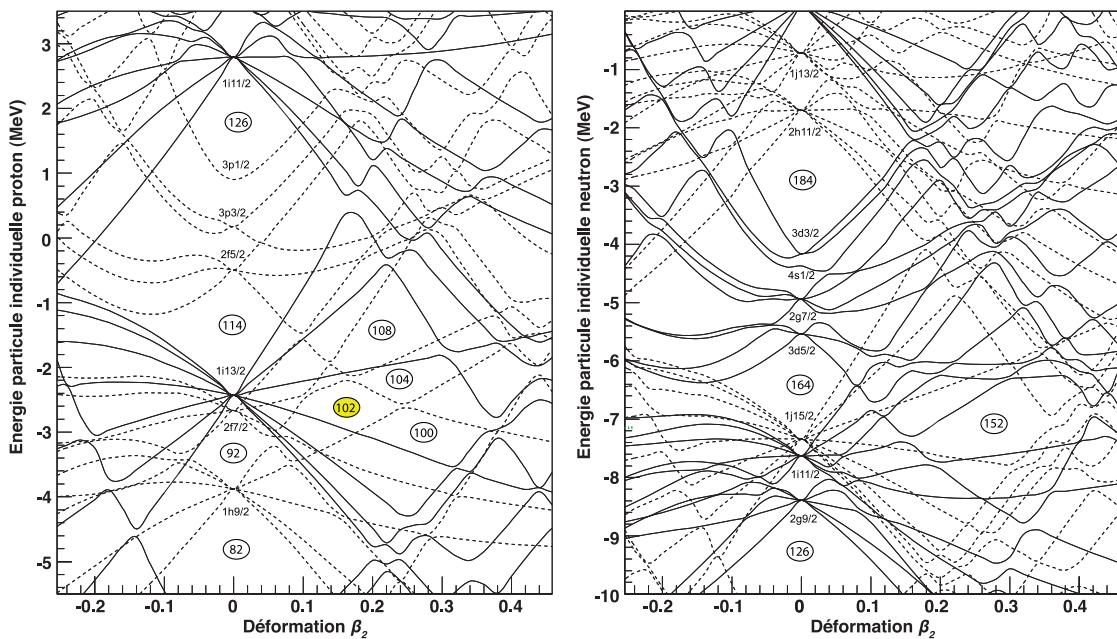 Energie particule individuelle proton (MeV)
3
2
1
0
-1
-2
-3
-4
-5
-0.2
-0.1
0
0.1
0.2
0.3
0.4
Déformation β2
1i11/2
126
3p1/2
3p3/2
2f5/2
114
108
1i13/2
104
102
2f7/2
100
92
1h9/2
82
Energie particule individuelle neutron (MeV)
-1
-2
-3
-4
-5
-6
-7
-8
-9
-10
-0.2
-0.1
0
0.1
0.2
0.3
0.4
Déformation β2
1j13/2
2h11/2
184
3d3/2
4s1/2
2g7/2
3d5/2
164
1j15/2
152
1i11/2
2g9/2
126